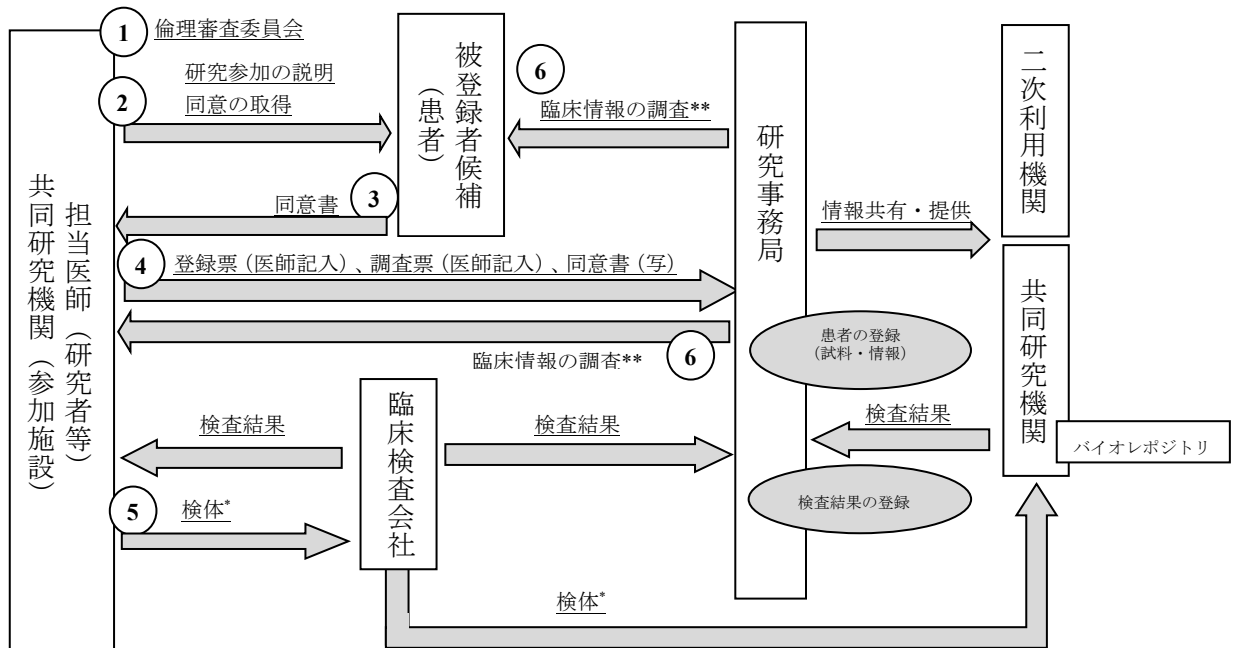 1 倫理審査委員会
研究参加の説明
2 同意の取得
被登録者候補
(患者)
6
臨床情報の調査**
研究事務局
二次利用機関
3
同意書
情報共有・提供
担当医師(研究者等)
共同研究機関(参加施設)
4 登録票(医師記入)、調査票(医師記入)、同意書(写)
臨床情報の調査** 6
患者の登録
(試料・情報)
共同研究機関
臨床検査会社
検査結果
検査結果
検査結果
バイオレポジトリ
5 検体*
検査結果の登録
検体*